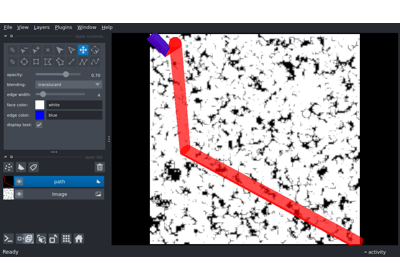 File View Layers Plugins Window Help
opacity: 0.70
blending: translucent
edge width:
face color: white
edge color: blue
display text:
path
Image
Ready
activity